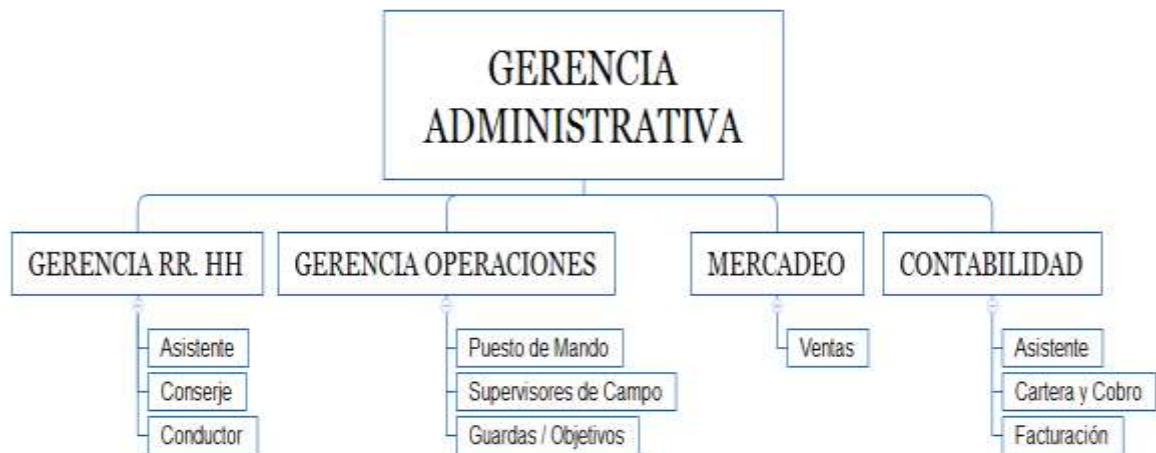 GERENCIA
ADMINISTRATIVA
GERENCIA RR. HH
GERENCIA OPERACIONES
MERCADEO
CONTABILIDAD
Asistente
Conserje
Conductor
Puesto de Mando
Supervisores de Campo
Guardas / Objetivos
Ventas
Asistente
Cartera y Cobro
Facturación